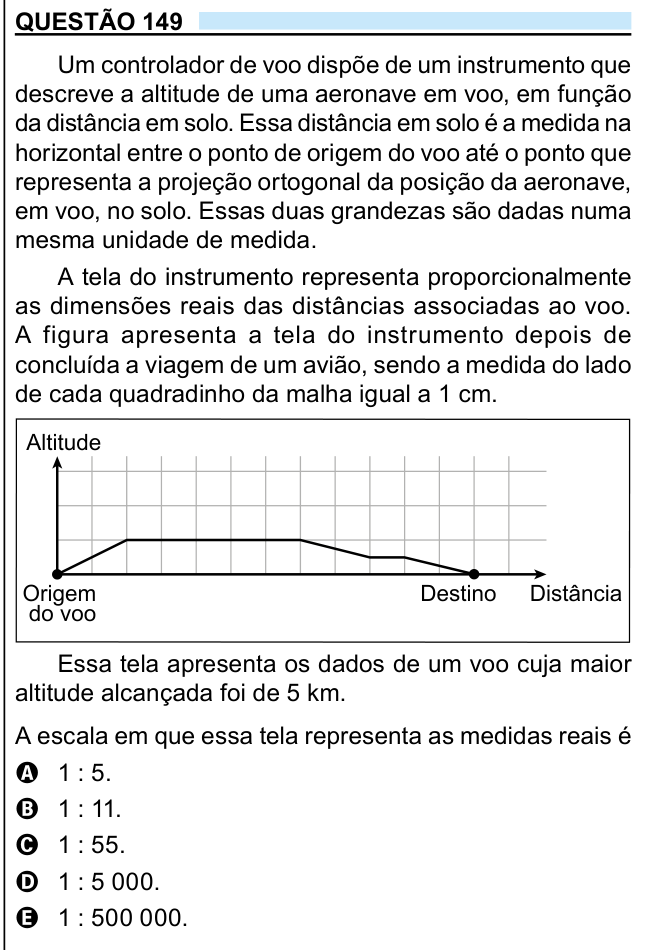 QUESTÃO 149
Um controlador de voo dispõe de um instrumento que
descreve a altitude de uma aeronave em voo, em função
da distância em solo. Essa distância em solo é a medida na
horizontal entre o ponto de origem do voo até o ponto que
representa a projeção ortogonal da posição da aeronave,
em voo, no solo. Essas duas grandezas são dadas numa
mesma unidade de medida.
A tela do instrumento representa proporcionalmente
as dimensões reais das distâncias associadas ao voo.
A figura apresenta a tela do instrumento depois de
concluída a viagem de um avião, sendo a medida do lado
de cada quadradinho da malha igual a 1 cm.
Altitude
Origem
do voo
Destino
Distância
Essa tela apresenta os dados de um voo cuja maior
altitude alcançada foi de 5 km.
A escala em que essa tela representa as medidas reais é
A 1 : 5.
B 1 : 11.
C 1 : 55.
D 1 : 5 000.
E 1 : 500 000.